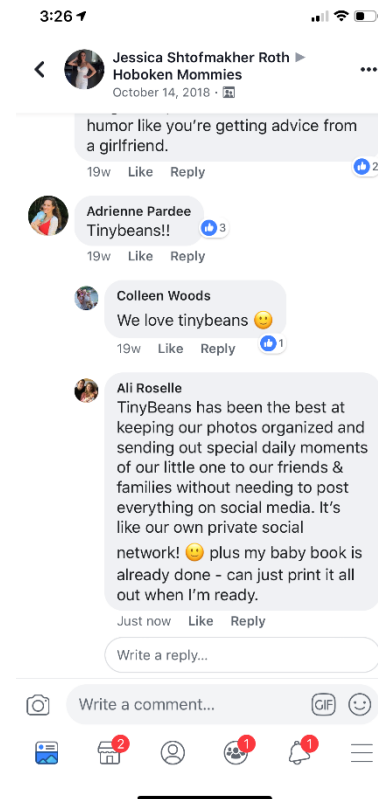 3:26
Jessica Shtofmakher Roth ▸
Hoboken Mommies
October 14, 2018 ·
humor like you're getting advice from
a girlfriend.
19w Like Reply
2
Adrienne Pardee
Tinybeans!!
3
19w Like Reply
Colleen Woods
We love tinybeans 🙂
19w Like Reply
1
Ali Roselle
TinyBeans has been the best at
keeping our photos organized and
sending out special daily moments
of our little one to our friends &
families without needing to post
everything on social media. It's
like our own private social
network! 🙂 plus my baby book is
already done - can just print it all
out when I'm ready.
Just now Like Reply
Write a reply...
Write a comment...
GIF
2
1
1